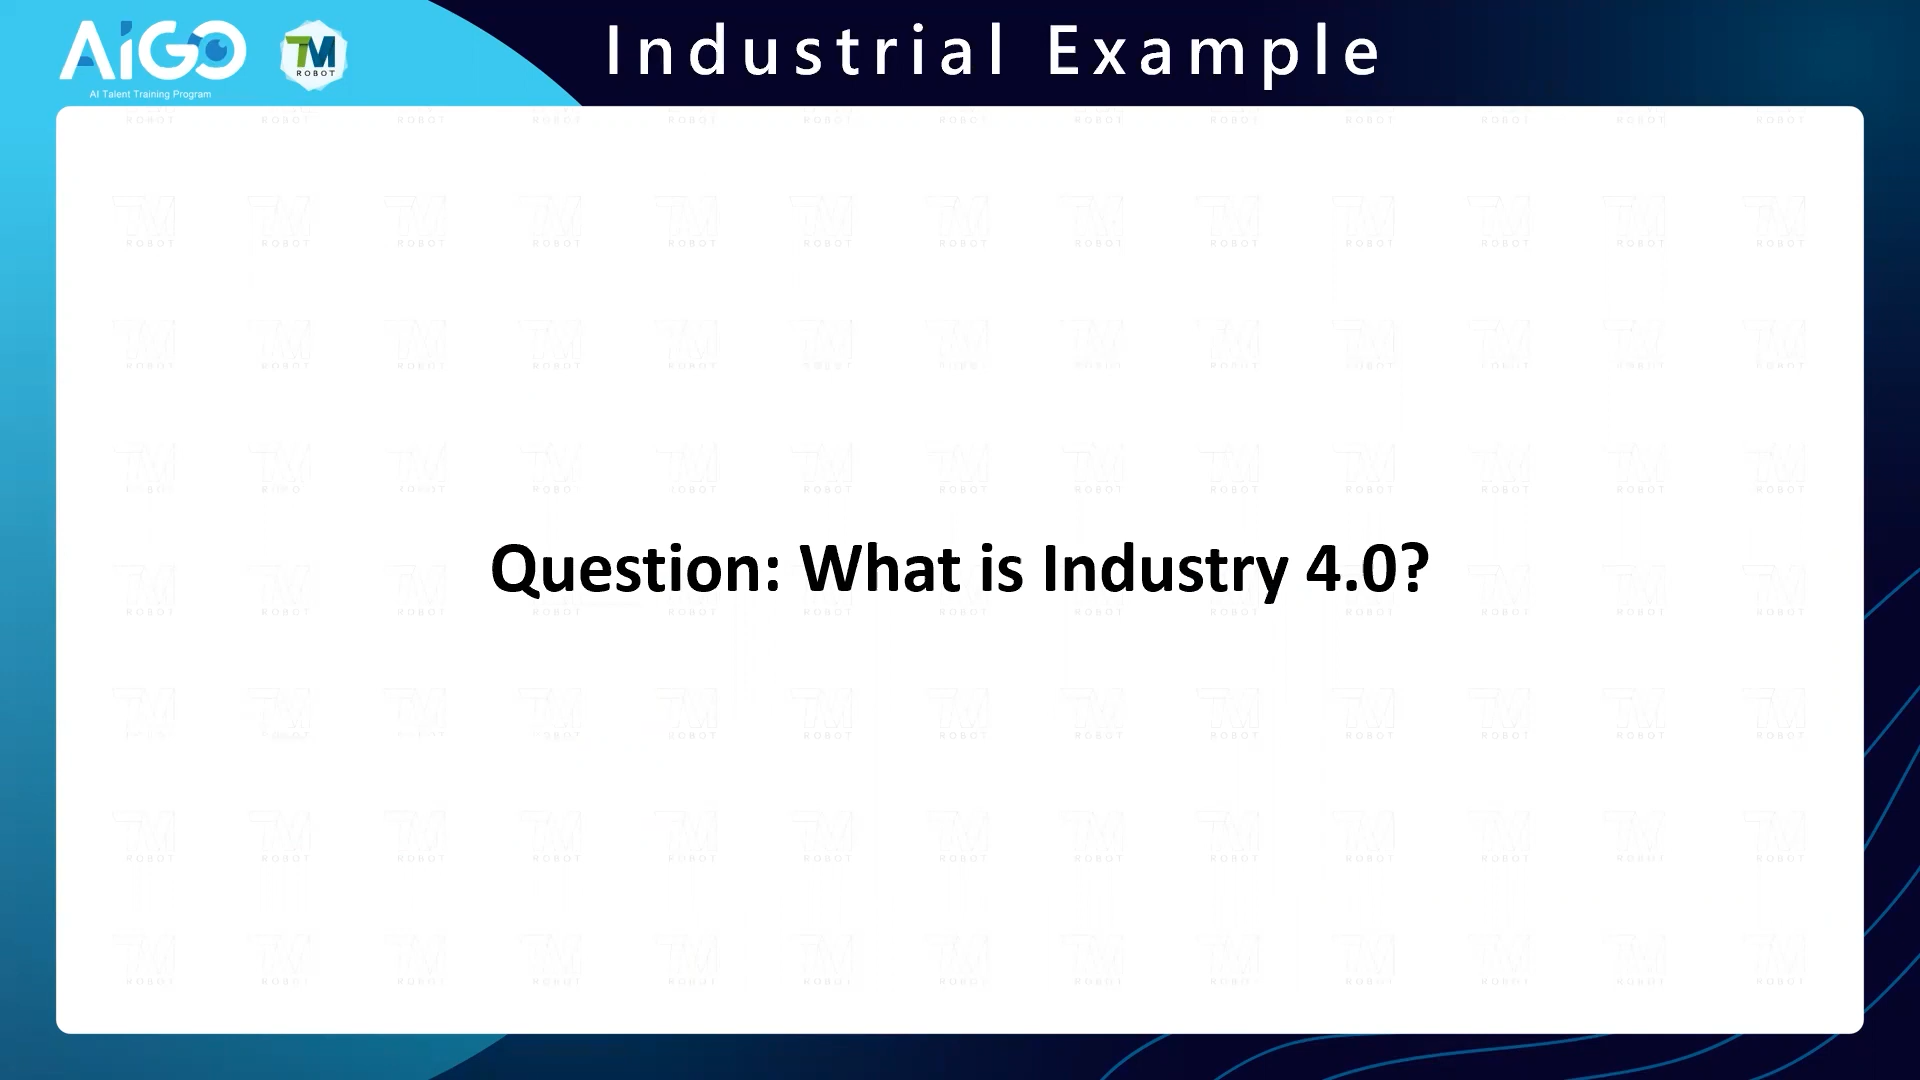 AiGO
AI Talent Training Program
TM
ROBOT
Industrial Example
Question: What is Industry 4.0?